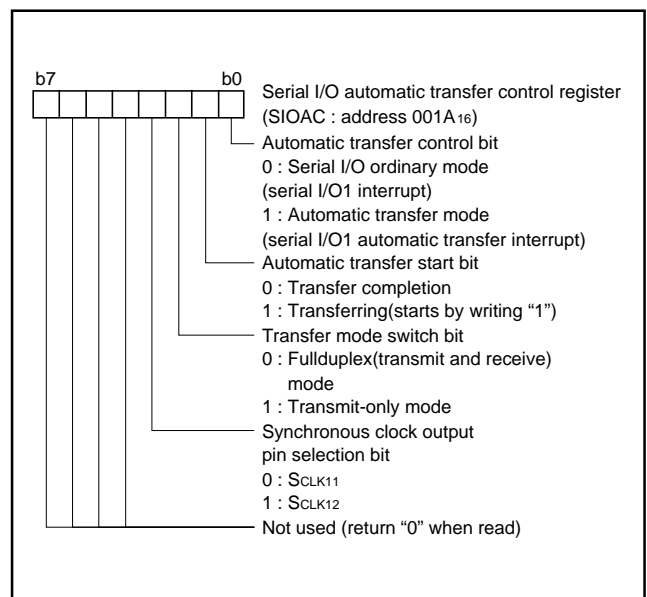 b7 b0
Serial I/O automatic transfer control register
(SIOAC : address 001A16)
Automatic transfer control bit
0 : Serial I/O ordinary mode
(serial I/O1 interrupt)
1 : Automatic transfer mode
(serial I/O1 automatic transfer interrupt)
Automatic transfer start bit
0 : Transfer completion
1 : Transferring(starts by writing “1”)
Transfer mode switch bit
0 : Fullduplex(transmit and receive)
mode
1 : Transmit-only mode
Synchronous clock output
pin selection bit
0 : SCLK11
1 : SCLK12
Not used (return “0” when read)